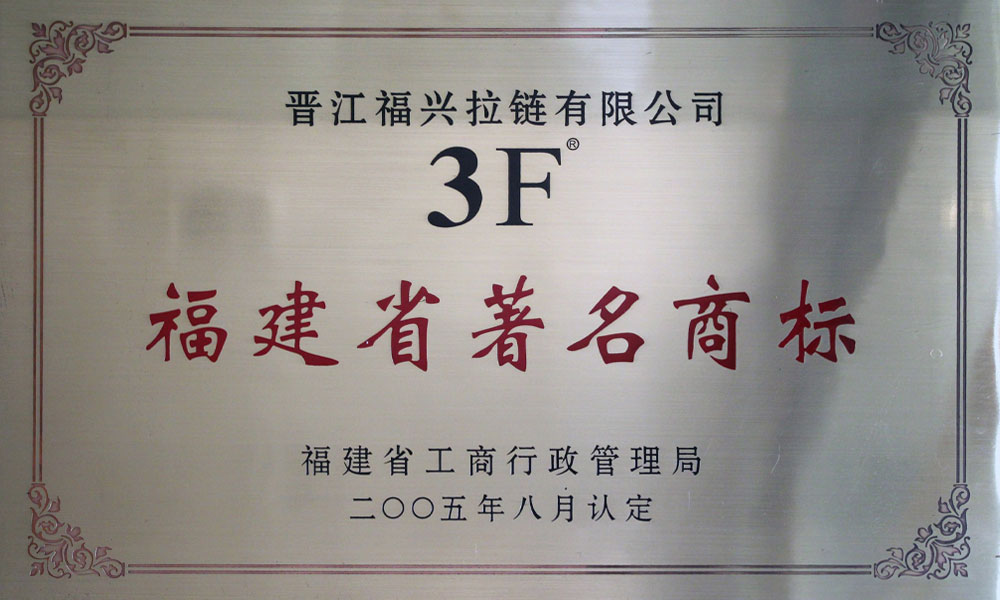 晋江福兴拉链有限公司
3F®
福建省著名商标
福建省工商行政管理局
二〇〇五年八月认定